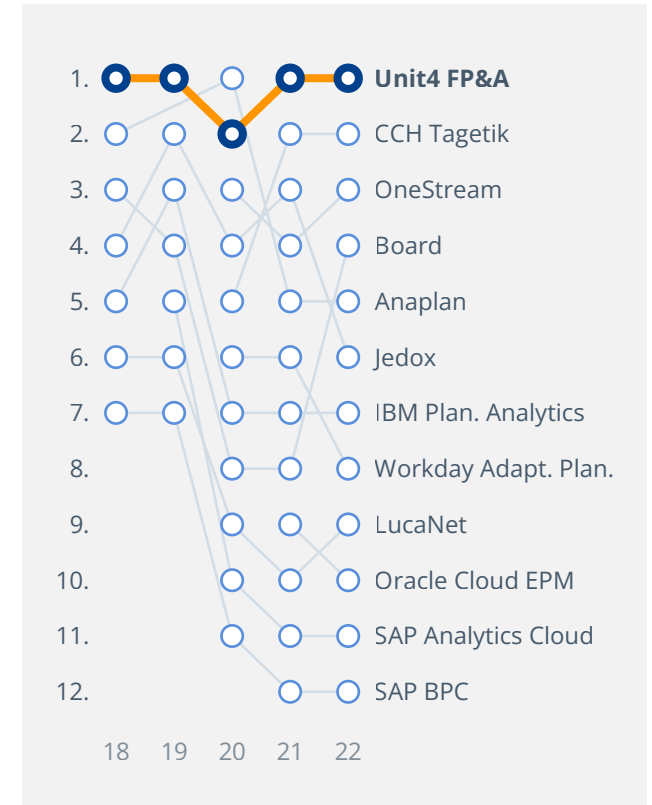 1. Unit4 FP&A
2. CCH Tagetik
3. OneStream
4. Board
5. Anaplan
6. Jedox
7. IBM Plan. Analytics
8. Workday Adapt. Plan.
9. LucaNet
10. Oracle Cloud EPM
11. SAP Analytics Cloud
12. SAP BPC
18 19 20 21 22